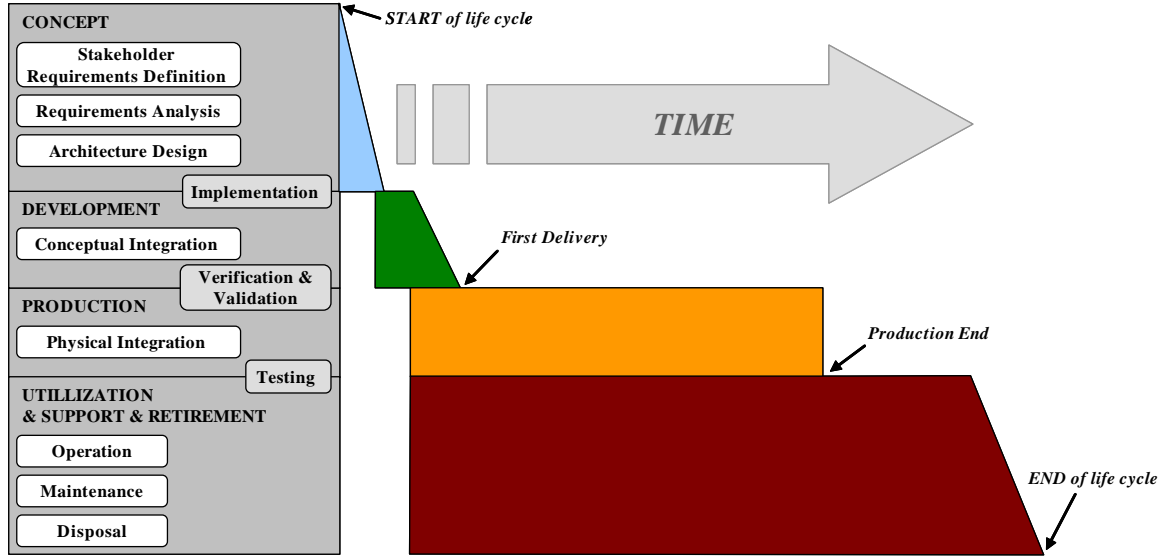 CONCEPT
START of life cycle
Stakeholder
Requirements Definition
Requirements Analysis
TIME
Architecture Design
Implementation
DEVELOPMENT
Conceptual Integration
First Delivery
Verification &
Validation
PRODUCTION
Physical Integration
Production End
Testing
UTILLIZATION
& SUPPORT & RETIREMENT
Operation
Maintenance
END of life cycle
Disposal